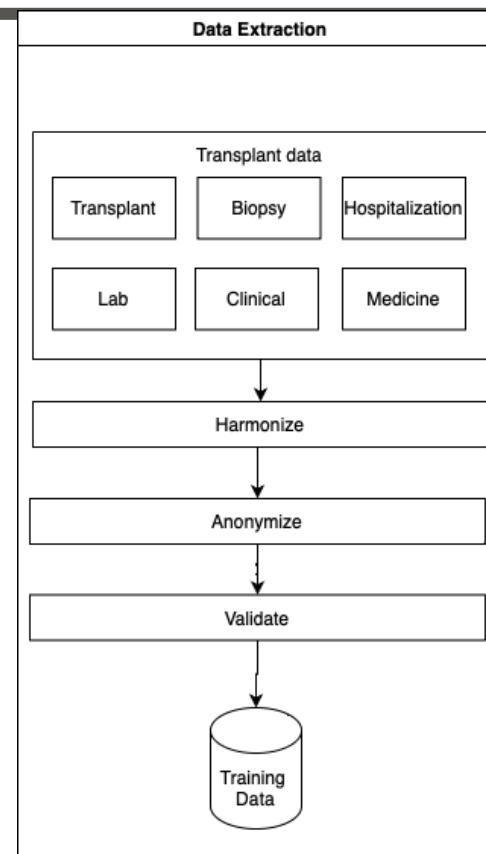 Data Extraction
Transplant data
Transplant
Biopsy
Hospitalization
Lab
Clinical
Medicine
Harmonize
Anonymize
Validate
Training
Data